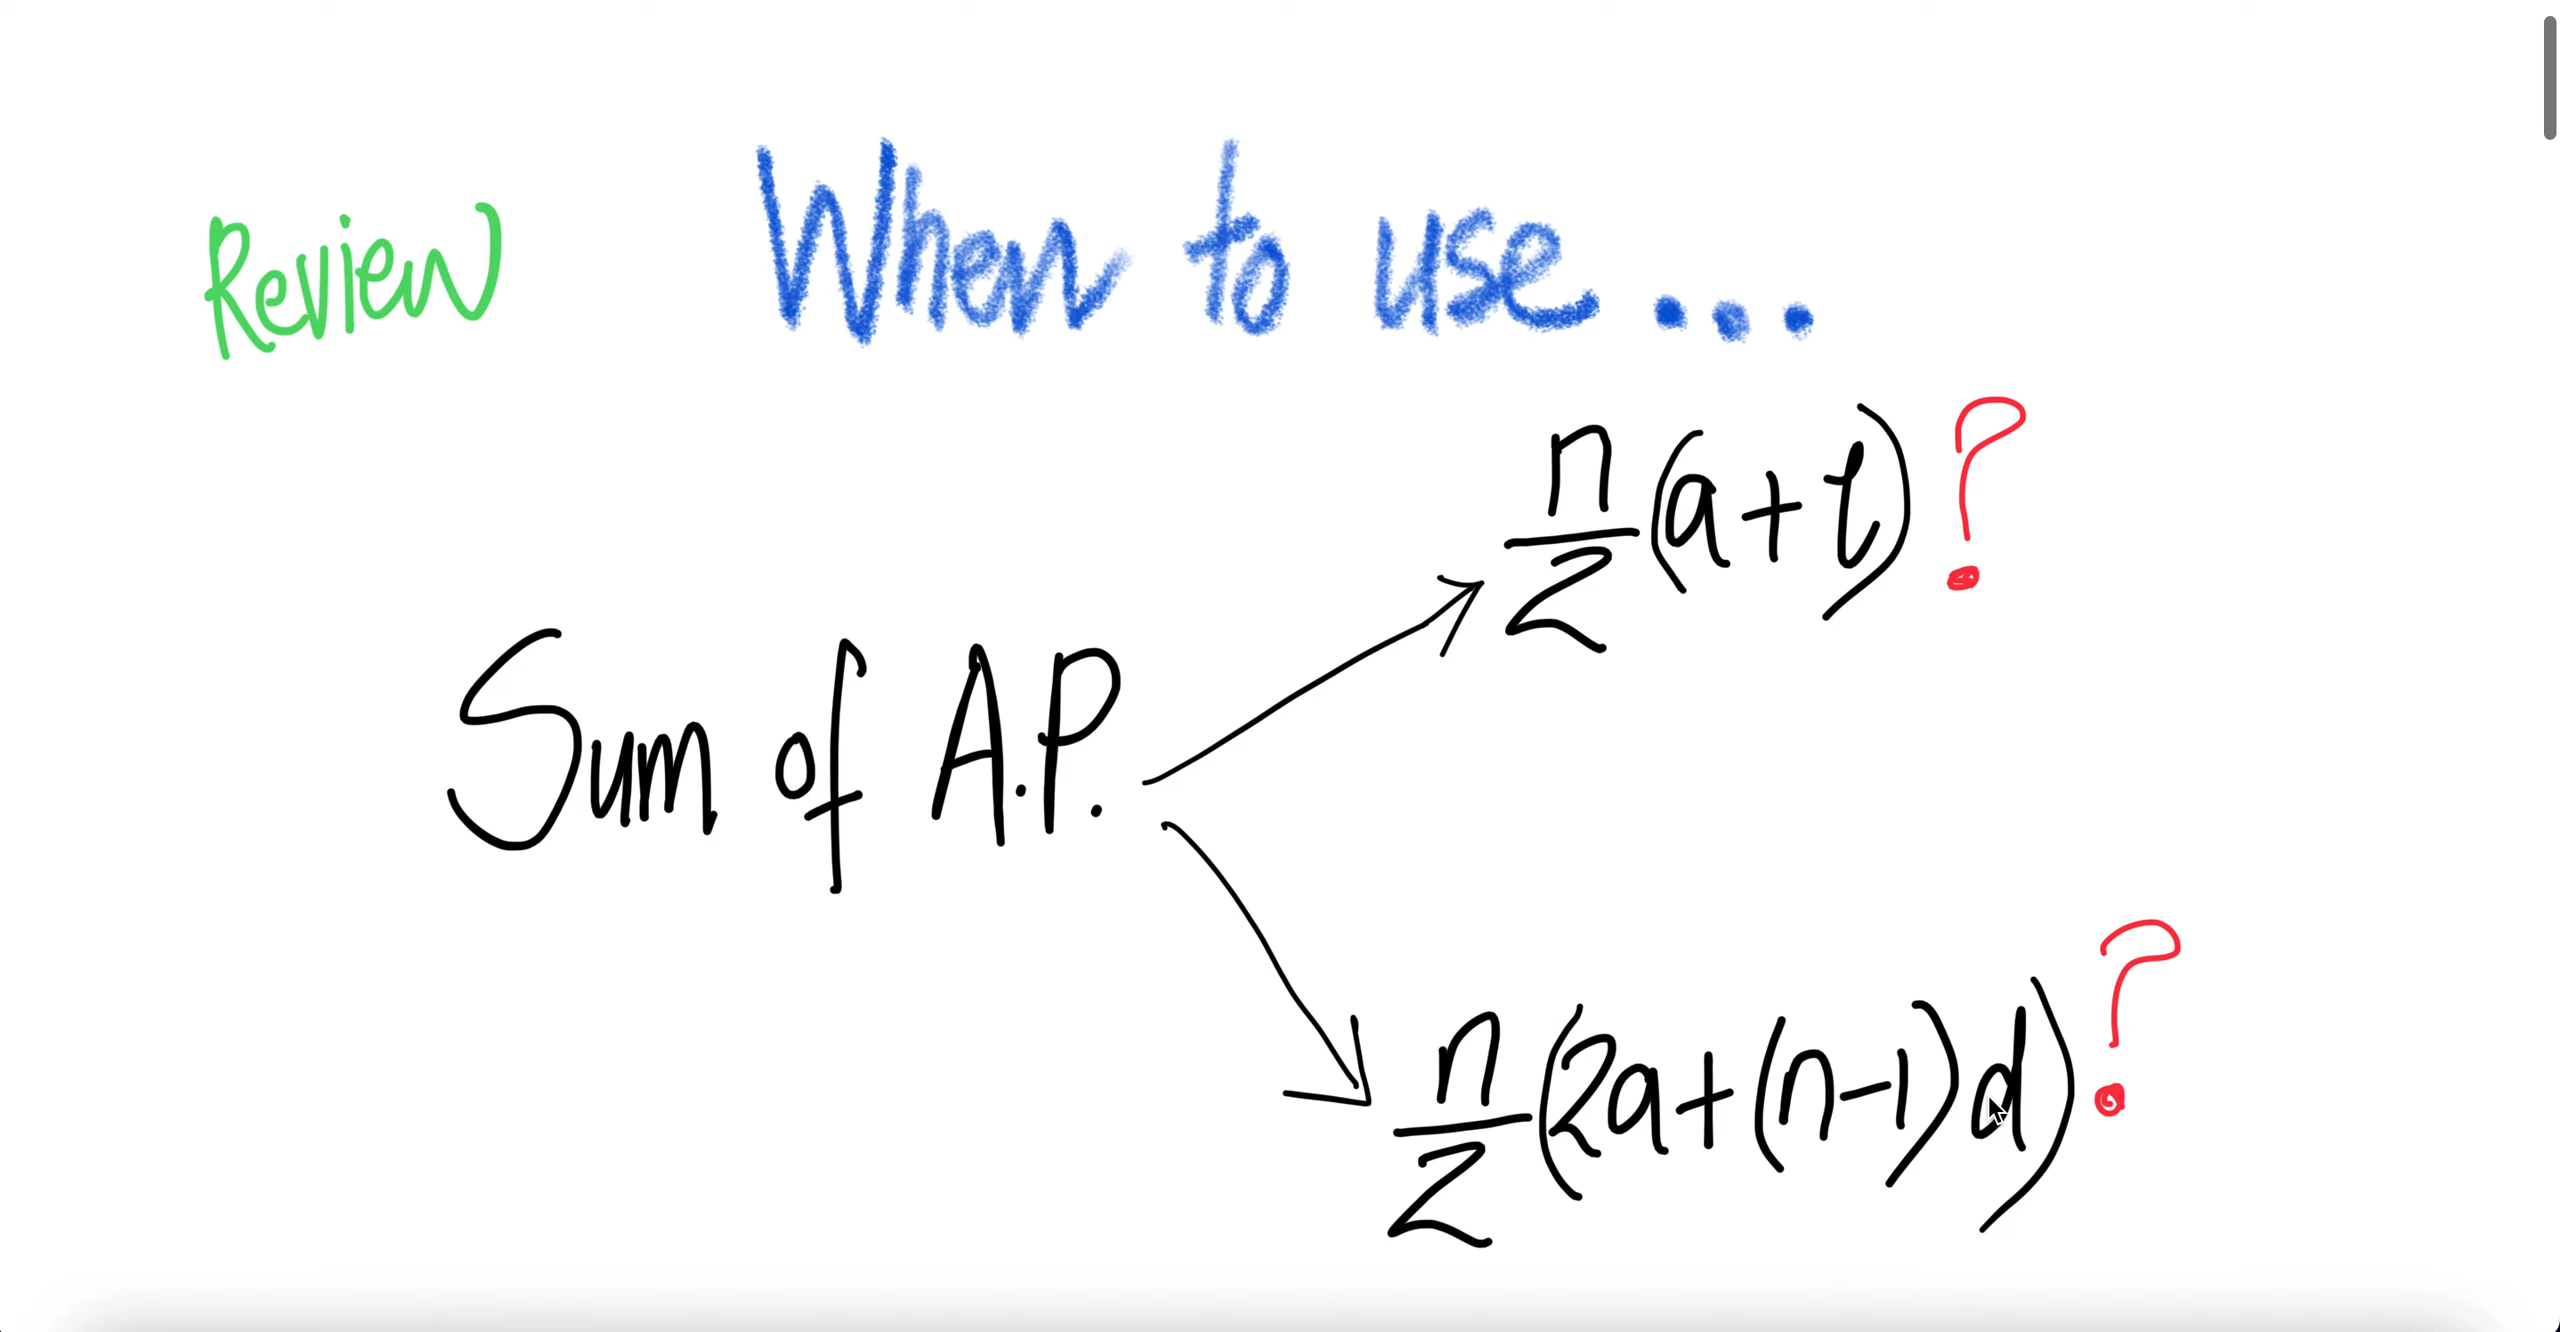 Review
When to use...
n/2(a+l)?
Sum of A.P.
n/2(2a+(n-1)d)?